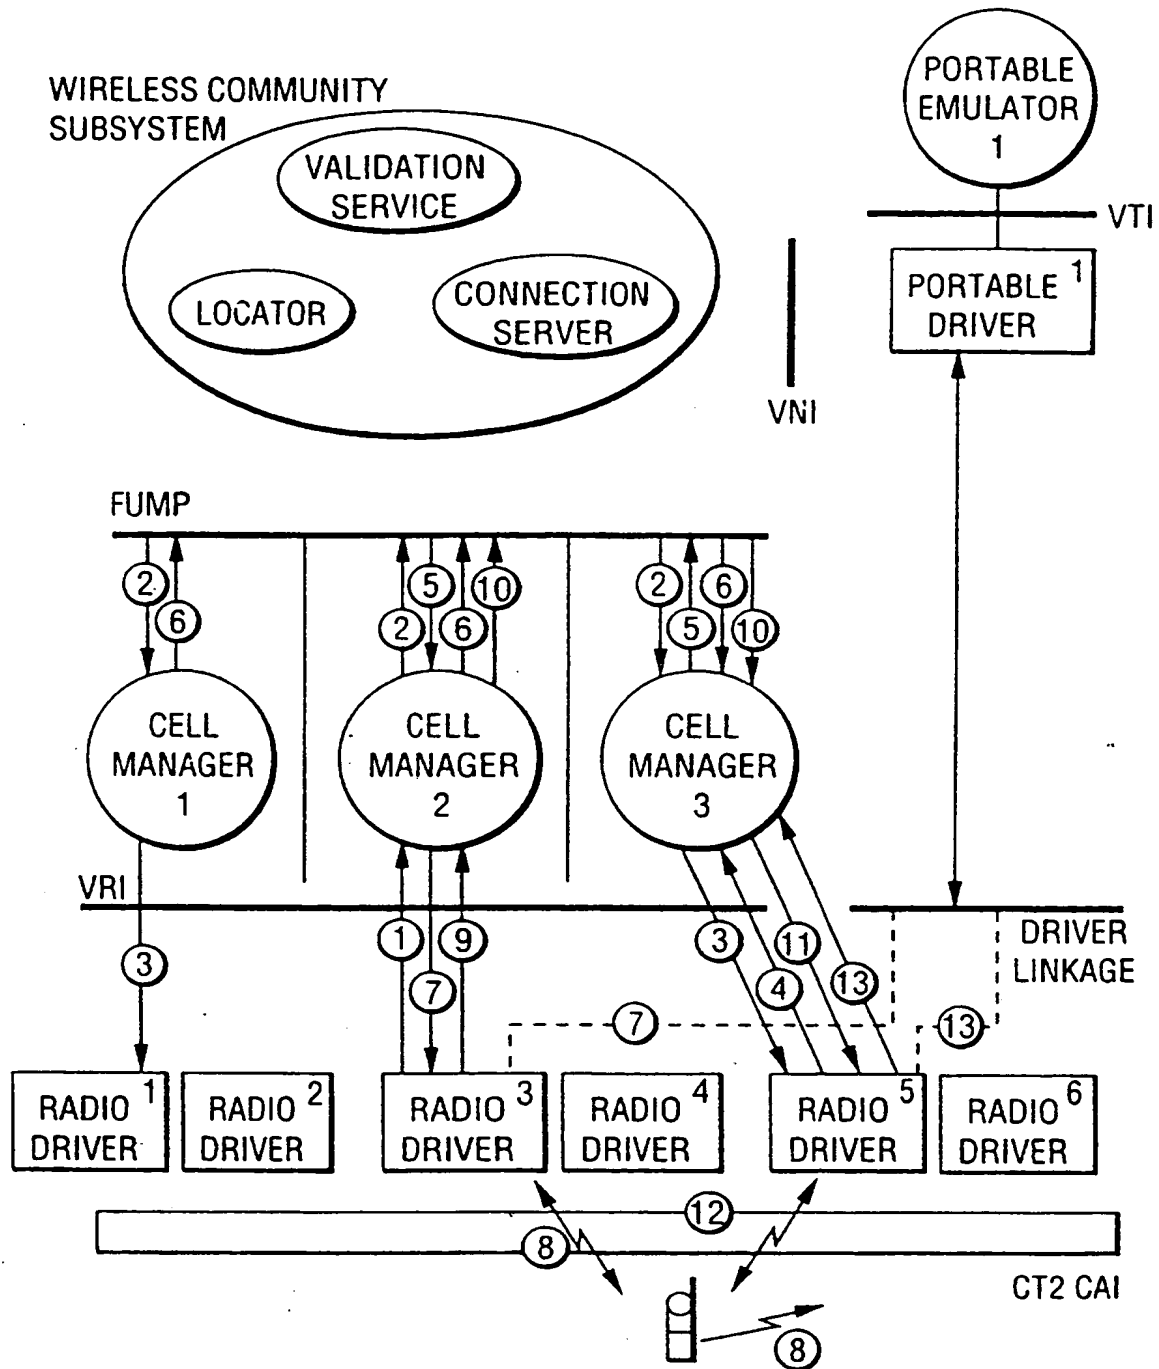 WIRELESS COMMUNITY
SUBSYSTEM
VALIDATION
SERVICE
LOCATOR
CONNECTION
SERVER
PORTABLE
EMULATOR
1
VTI
PORTABLE 1
DRIVER
VNI
FUMP
2
6
2
5
6
10
2
5
6
10
CELL
MANAGER
1
CELL
MANAGER
2
CELL
MANAGER
3
VRI
DRIVER
LINKAGE
3
1
7
9
3
4
11
13
7
13
RADIO 1
DRIVER
RADIO 2
DRIVER
RADIO 3
DRIVER
RADIO 4
DRIVER
RADIO 5
DRIVER
RADIO 6
DRIVER
12
8
CT2 CAI
8